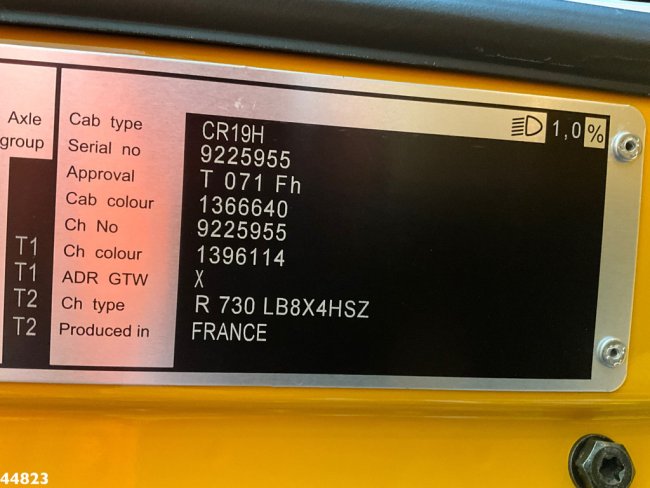 Axle
group
T1
T1
T2
T2
Cab type CR19H
Serial no 9225955
Approval T 071 Fh
Cab colour 1366640
Ch No 9225955
Ch colour 1396114
ADR GTW X
Ch type R 730 LB8X4HSZ
Produced in FRANCE
1,0 %
44823